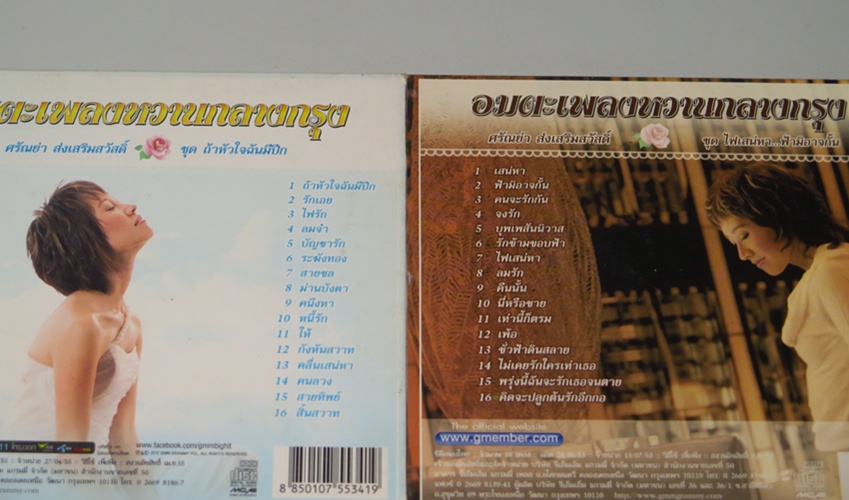 อมตะเพลงหวานกลางกรุง
ศรัณย่า ส่งเสริมสวัสดิ์ ชุด ถ้าหัวใจฉันมีปีก
1 ถ้าหัวใจฉันมีปีก
2 รักเอย
3 ไฟรัก
4 ลมจ๋า
5 บัญชารัก
6 ระฆังทอง
7 สายชล
8 ม่านบังตา
9 คนึงหา
10 หนี้รัก
11 ให้
12 กังหันสวาท
13 คลื่นเสน่หา
14 คนลวง
15 สายทิพย์
16 สิ้นสวาท
www.facebook.com/gmmbighit
8 850107 553419
อมตะเพลงหวานกลางกรุง
ศรัณย่า ส่งเสริมสวัสดิ์ ชุด ไฟเสน่หา...ฟ้ามิอาจกั้น
1 เสน่หา
2 ฟ้ามิอาจกั้น
3 คนจะรักกัน
4 จงรัก
5 บุพเพสันนิวาส
6 รักข้ามขอบฟ้า
7 ไฟเสน่หา
8 ลมรัก
9 คืนนั้น
10 นี่หรือชาย
11 เท่านี้ก็ตรม
12 เพ้อ
13 ชั่วฟ้าดินสลาย
14 ไม่เคยรักใครเท่าเธอ
15 พรุ่งนี้ฉันจะรักเธอจนตาย
16 คิดจะปลูกต้นรักอีกกอ
The official website
www.gmember.com